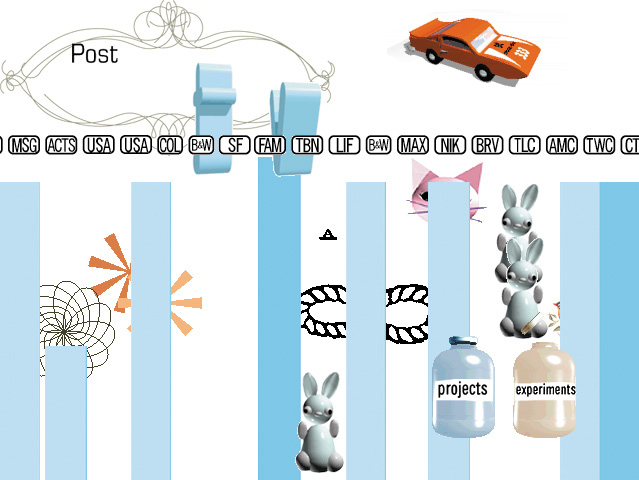 Post
MSG ACTS USA USA COL B&W SF FAM TBN LIF B&W MAX NIK BRV TLC AMC TWC CT
A
projects experiments